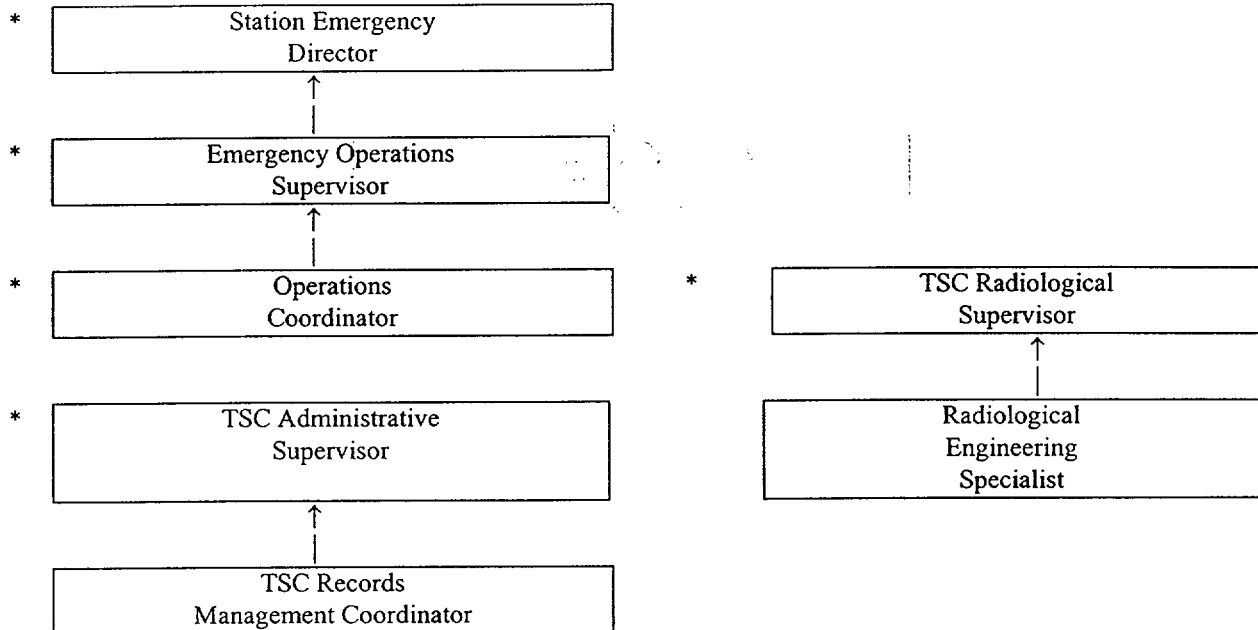 * Station Emergency
Director
* Emergency Operations
Supervisor
* Operations
Coordinator
* TSC Radiological
Supervisor
* TSC Administrative
Supervisor
Radiological
Engineering
Specialist
TSC Records
Management Coordinator